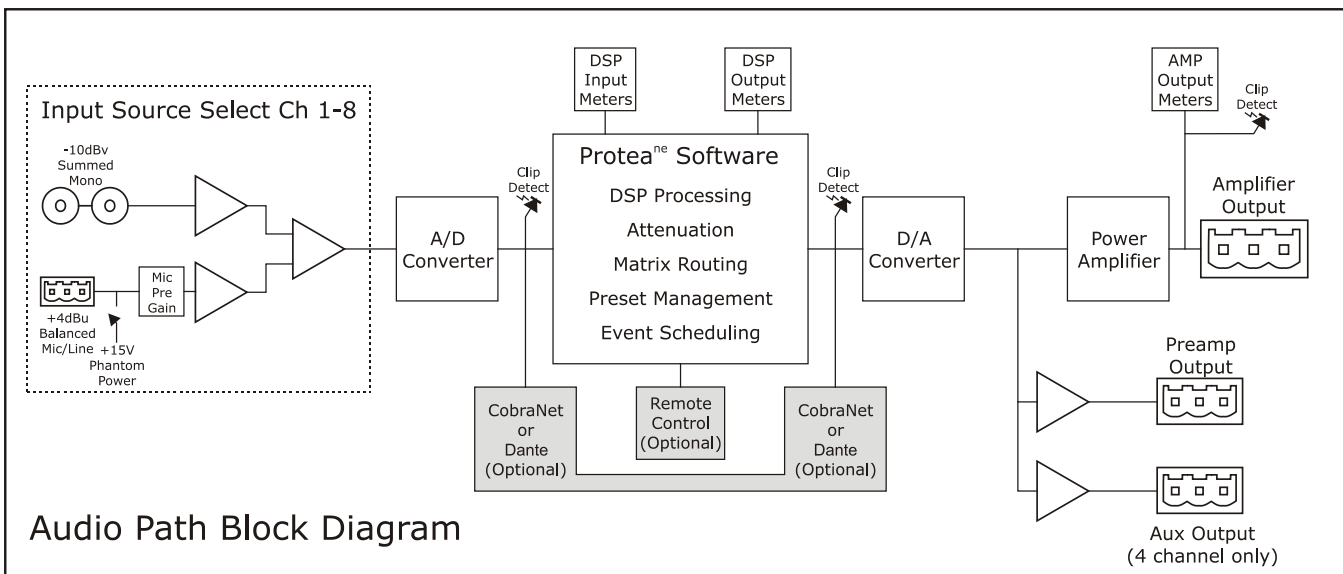 Input Source Select Ch 1-8
-10dBv
Summed
Mono
+4dBu
Balanced
Mic/Line
+15V
Phantom
Power
Mic
Pre
Gain
A/D
Converter
Clip
Detect
DSP
Input
Meters
DSP
Output
Meters
Protea ne Software
DSP Processing
Attenuation
Matrix Routing
Preset Management
Event Scheduling
CobraNet
or
Dante
(Optional)
Remote
Control
(Optional)
CobraNet
or
Dante
(Optional)
Clip
Detect
D/A
Converter
Power
Amplifier
AMP
Output
Meters
Clip
Detect
Amplifier
Output
Preamp
Output
Aux Output
(4 channel only)
Audio Path Block Diagram